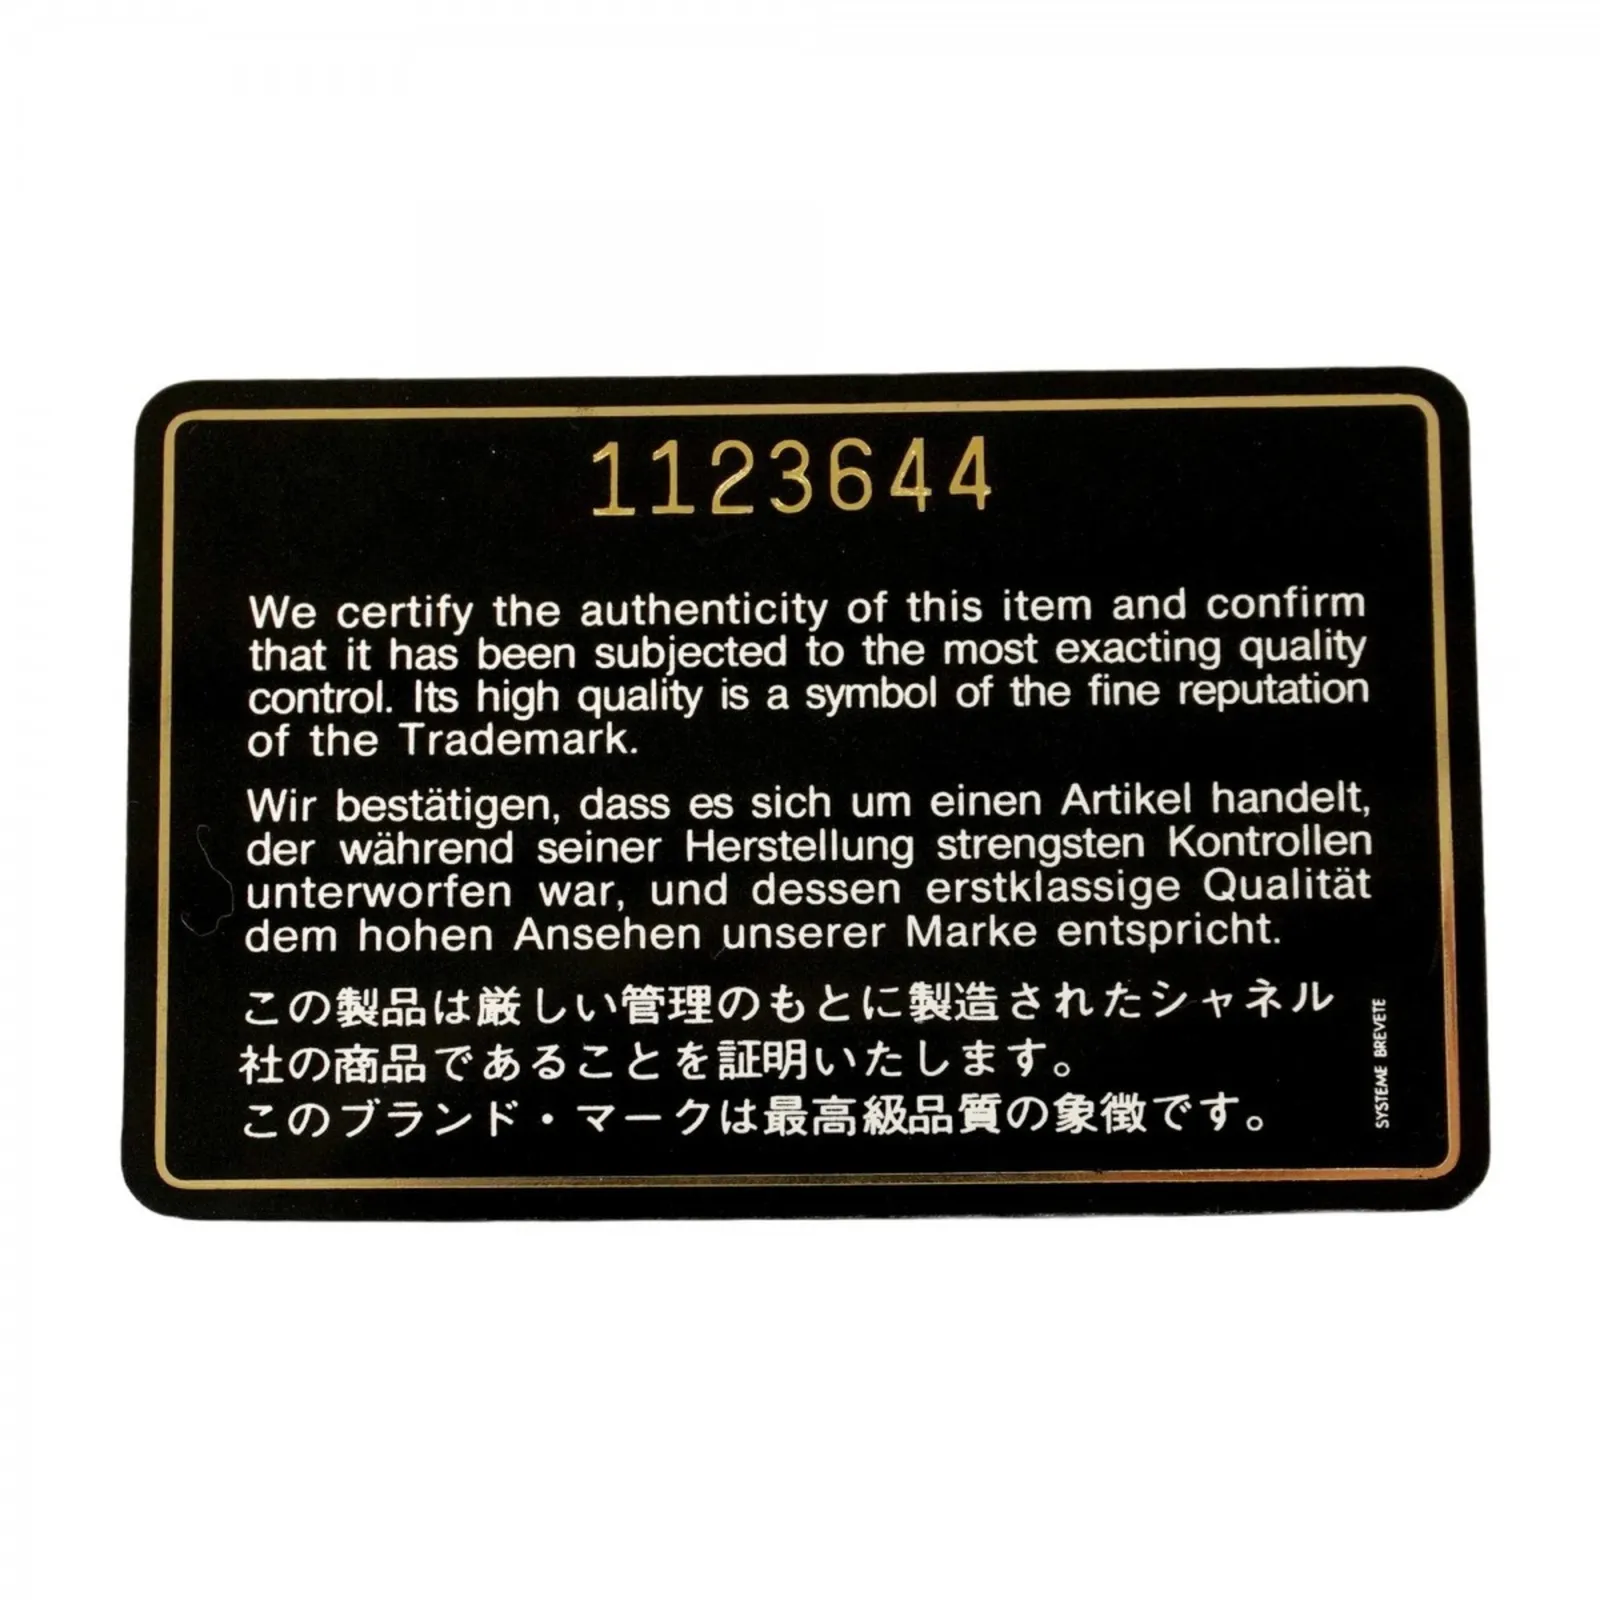 1123644
We certify the authenticity of this item and confirm
that it has been subjected to the most exacting quality
control. Its high quality is a symbol of the fine reputation
of the Trademark.
Wir bestätigen, dass es sich um einen Artikel handelt,
der während seiner Herstellung strengsten Kontrollen
unterworfen war, und dessen erstklassige Qualität
dem hohen Ansehen unserer Marke entspricht.
この製品は厳しい管理のもとに製造されたシャネル
社の商品であることを証明いたします。
このブランド・マークは最高級品質の象徴です。
SYSTEME BREVETE